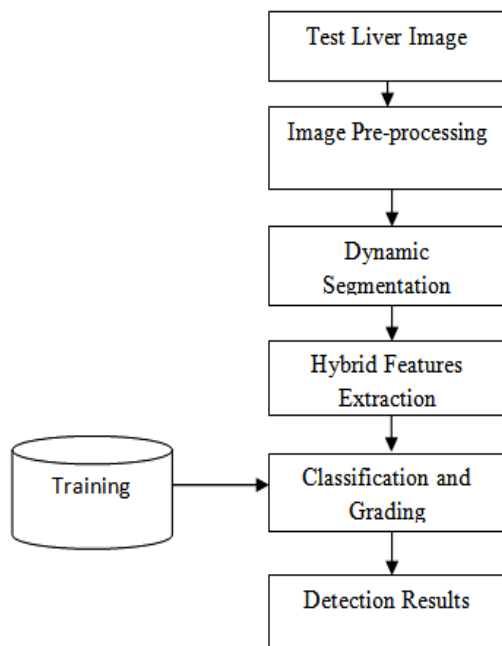 Test Liver Image
Image Pre-processing
Dynamic
Segmentation
Hybrid Features
Extraction
Training
Classification and
Grading
Detection Results